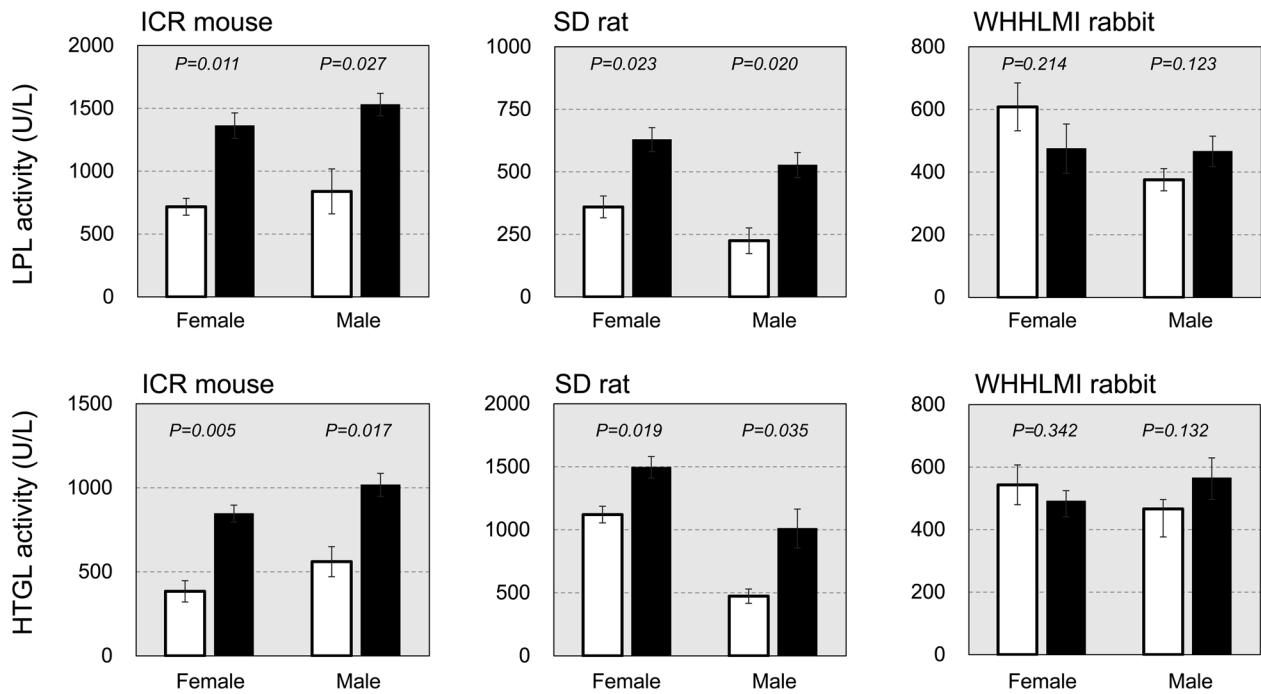 ICR mouse
SD rat
WHHLMI rabbit
LPL activity (U/L)
2000
1500
1000
500
0
P=0.011
P=0.027
Female
Male
1000
750
500
250
0
P=0.023
P=0.020
Female
Male
800
600
400
200
0
P=0.214
P=0.123
Female
Male
ICR mouse
SD rat
WHHLMI rabbit
HTGL activity (U/L)
1500
1000
500
0
P=0.005
P=0.017
Female
Male
2000
1500
1000
500
0
P=0.019
P=0.035
Female
Male
800
600
400
200
0
P=0.342
P=0.132
Female
Male